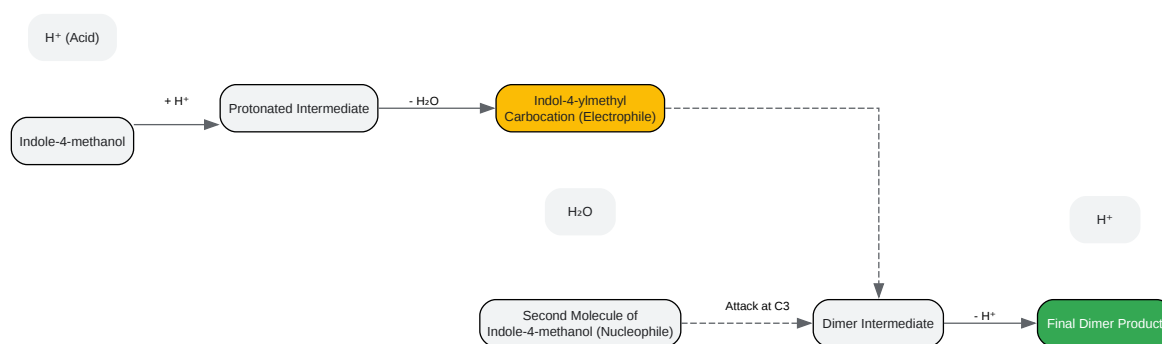 H⁺ (Acid)
+ H⁺
Protonated Intermediate
- H₂O
Indol-4-ylmethyl
Carbocation (Electrophile)
Indole-4-methanol
H₂O
H⁺
Second Molecule of
Indole-4-methanol (Nucleophile)
Attack at C3
Dimer Intermediate
- H⁺
Final Dimer Product